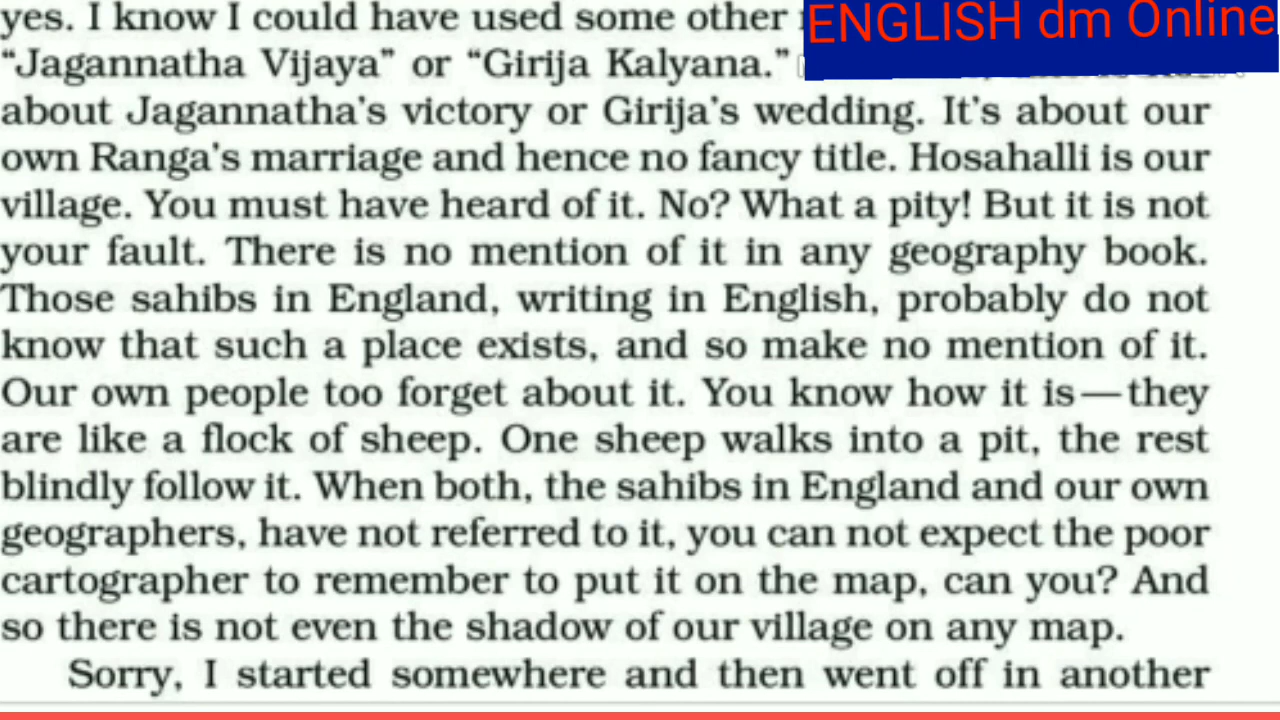 yes. I know I could have used some other
ENGLISH dm Online
“Jagannatha Vijaya” or “Girija Kalyana.”
about Jagannatha’s victory or Girija’s wedding. It’s about our
own Ranga’s marriage and hence no fancy title. Hosahalli is our
village. You must have heard of it. No? What a pity! But it is not
your fault. There is no mention of it in any geography book.
Those sahibs in England, writing in English, probably do not
know that such a place exists, and so make no mention of it.
Our own people too forget about it. You know how it is—they
are like a flock of sheep. One sheep walks into a pit, the rest
blindly follow it. When both, the sahibs in England and our own
geographers, have not referred to it, you can not expect the poor
cartographer to remember to put it on the map, can you? And
so there is not even the shadow of our village on any map.
Sorry, I started somewhere and then went off in another